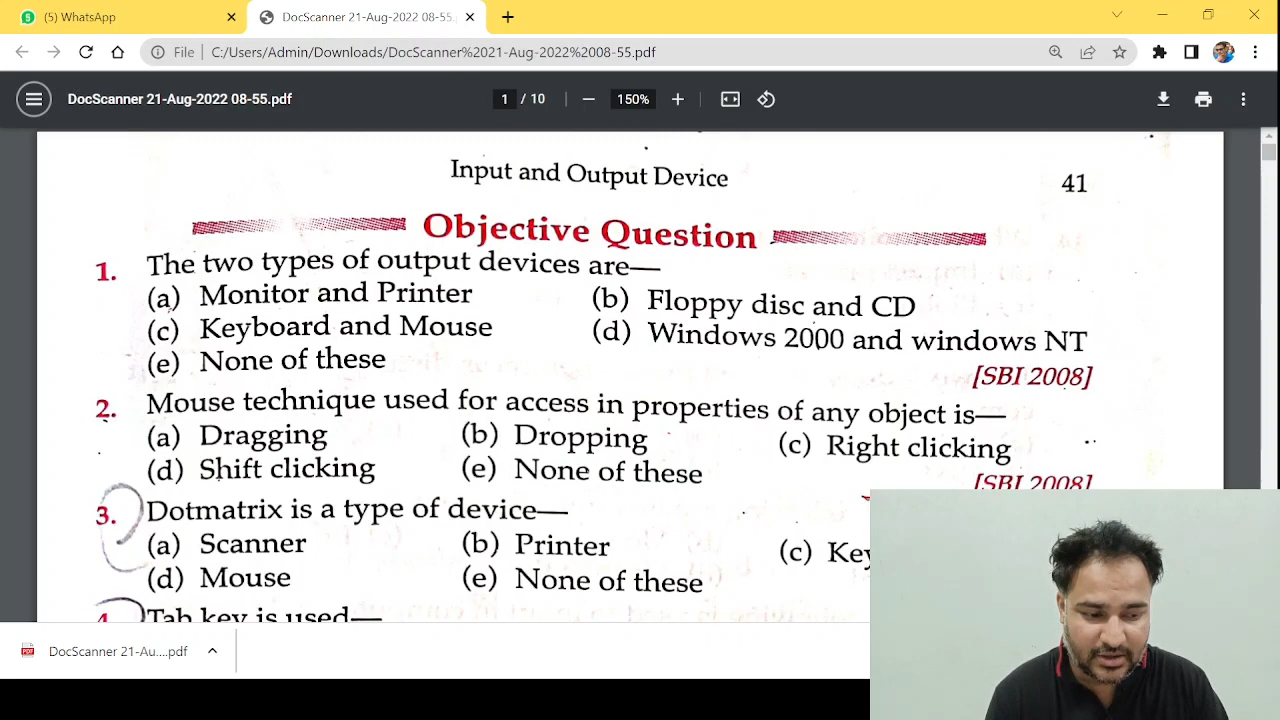 (5) WhatsApp
DocScanner 21-Aug-2022 08-55.
File C:/Users/Admin/Downloads/DocScanner%2021-Aug-2022%2008-55.pdf
DocScanner 21-Aug-2022 08-55.pdf
1 / 10
150%
Input and Output Device
41
Objective Question
1. The two types of output devices are—
(a) Monitor and Printer (b) Floppy disc and CD
(c) Keyboard and Mouse (d) Windows 2000 and windows NT
(e) None of these
[SBI 2008]
2. Mouse technique used for access in properties of any object is—
(a) Dragging (b) Dropping (c) Right clicking
(d) Shift clicking (e) None of these
[SBI 2008]
3. Dotmatrix is a type of device—
(a) Scanner (b) Printer (c) Key
(d) Mouse (e) None of these
4. Tab key is used—
DocScanner 21-Au....pdf